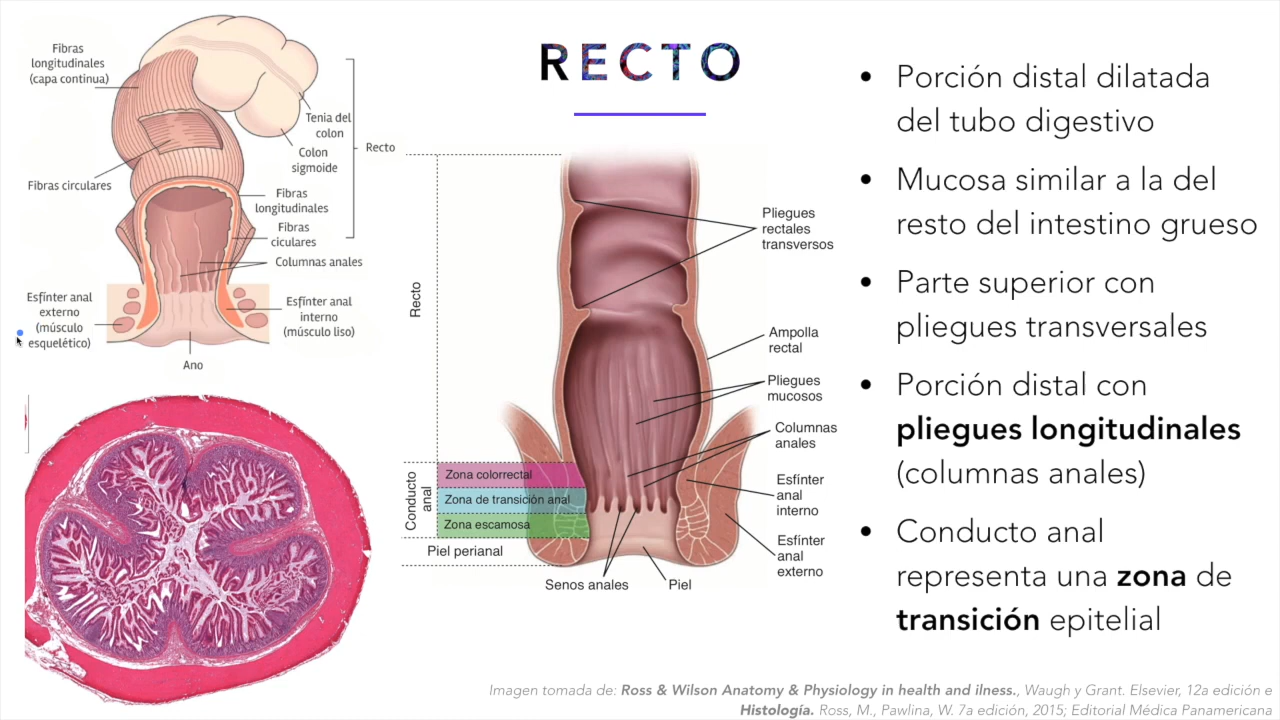 RECTO
Fibras
longitudinales
(capa continua)
Tenia del
colon
Colon
sigmoide
Recto
Fibras circulares
Fibras
longitudinales
Fibras
ciculares
Columnas anales
Esfínter anal
externo
(músculo
esquelético)
Esfínter anal
interno
(músculo liso)
Ano
Recto
Pliegues
rectales
transversos
Ampolla
rectal
Pliegues
mucosos
Columnas
anales
Esfínter
anal
interno
Esfínter
anal
externo
Conducto
anal
Zona colorrectal
Zona de transición anal
Zona escamosa
Piel perianal
Senos anales
Piel
• Porción distal dilatada
del tubo digestivo
• Mucosa similar a la del
resto del intestino grueso
• Parte superior con
pliegues transversales
• Porción distal con
pliegues longitudinales
(columnas anales)
• Conducto anal
representa una zona de
transición epitelial
Imagen tomada de: Ross & Wilson Anatomy & Physiology in health and ilness., Waugh y Grant. Elsevier, 12a edición e
Histología. Ross, M., Pawlina, W. 7a edición, 2015; Editorial Médica Panamericana